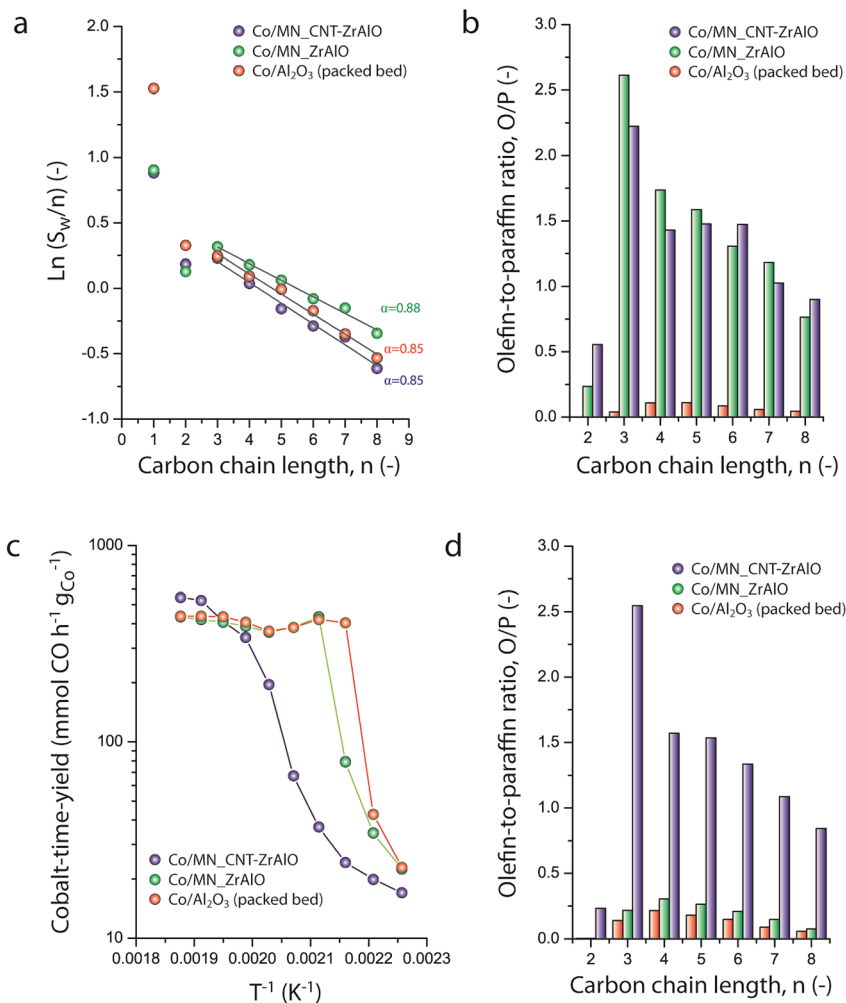 a
Co/MN_CNT-ZrAlO
Co/MN_ZrAlO
Co/Al₂O₃ (packed bed)
Ln (S_W/n) (-)
2.0
1.5
1.0
0.5
0.0
-0.5
-1.0
α=0.88
α=0.85
α=0.85
0 1 2 3 4 5 6 7 8 9
Carbon chain length, n (-)
b
Co/MN_CNT-ZrAlO
Co/MN_ZrAlO
Co/Al₂O₃ (packed bed)
Olefin-to-paraffin ratio, O/P (-)
3.0
2.5
2.0
1.5
1.0
0.5
0.0
2 3 4 5 6 7 8
Carbon chain length, n (-)
c
Cobalt-time-yield (mmol CO h⁻¹ g_Co⁻¹)
1000
100
10
Co/MN_CNT-ZrAlO
Co/MN_ZrAlO
Co/Al₂O₃ (packed bed)
0.0018 0.0019 0.0020 0.0021 0.0022 0.0023
T⁻¹ (K⁻¹)
d
Co/MN_CNT-ZrAlO
Co/MN_ZrAlO
Co/Al₂O₃ (packed bed)
Olefin-to-paraffin ratio, O/P (-)
3.0
2.5
2.0
1.5
1.0
0.5
0.0
2 3 4 5 6 7 8
Carbon chain length, n (-)